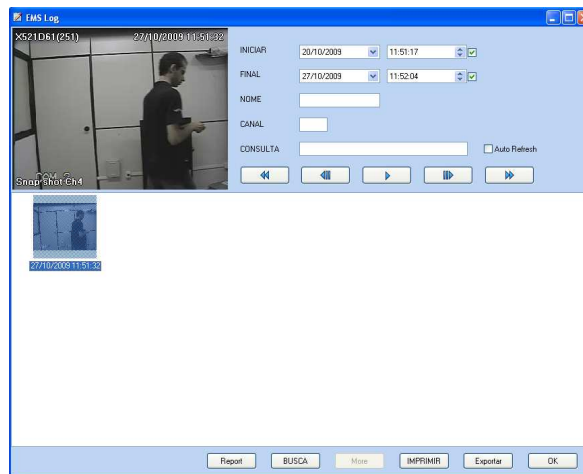 EMS Log
X521D61(251) 27/10/2009 11:51:32
Snap shot Ch4
INICIAR 20/10/2009 11:51:17
FINAL 27/10/2009 11:52:04
NOME
CANAL
CONSULTA Auto Refresh
27/10/2009 11:51:32
Report BUSCA More IMPRIMIR Exportar OK